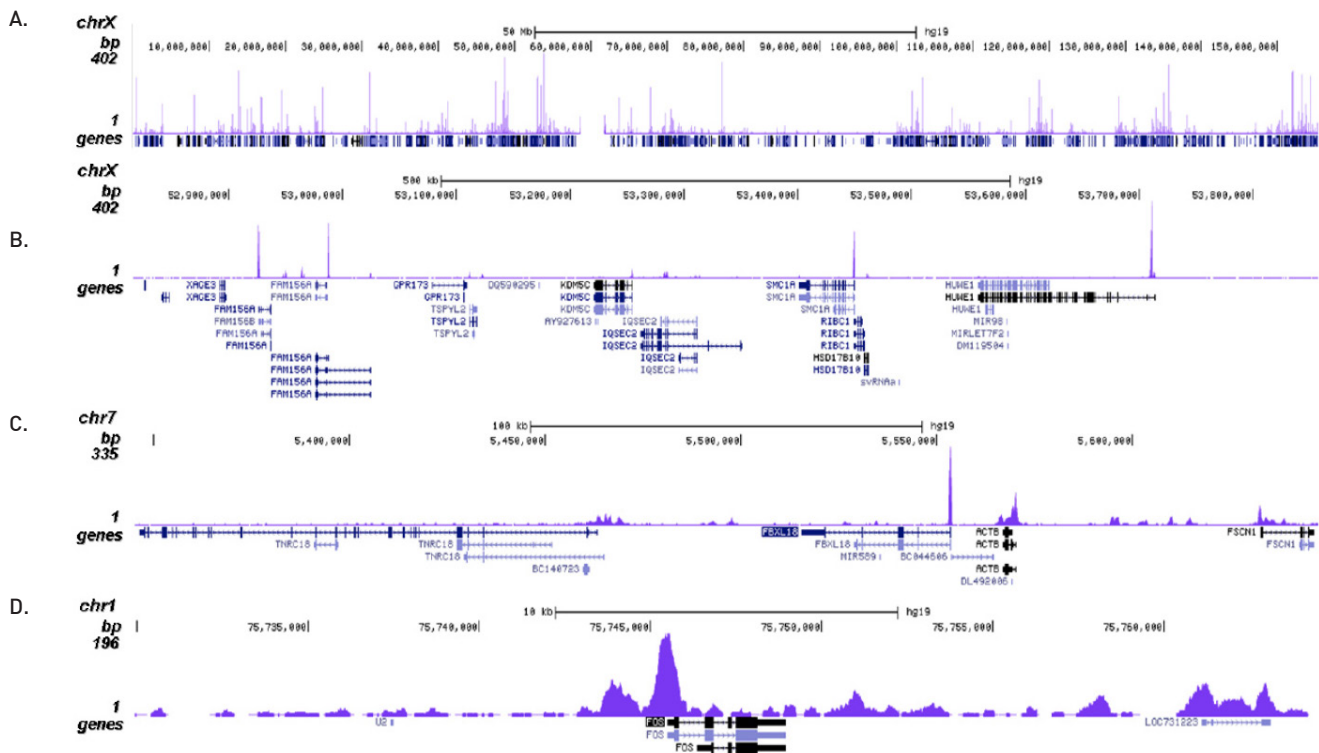 A.
chrX
50 Mb hg19
bp 10,000,000 20,000,000 30,000,000 40,000,000 50,000,000 60,000,000 70,000,000 80,000,000 90,000,000 100,000,000 110,000,000 120,000,000 130,000,000 140,000,000 150,000,000
402
1
genes
chrX
500 kb hg19
bp 52,900,000 53,000,000 53,100,000 53,200,000 53,300,000 53,400,000 53,500,000 53,600,000 53,700,000 53,800,000
402
B.
1
genes XAGE3 FAM156A GPR173 DQ590295 KDM5C SMC1A HUWE1
XAGE3 FAM156A GPR173 KDM5C SMC1A HUWE1
FAM156A TSPYL2 KDM5C SMC1A HUWE1
FAM156B TSPYL2 AY927613 IQSEC2 RIBC1 MIR98
FAM156A TSPYL2 IQSEC2 RIBC1 MIRLET7F2
FAM156A IQSEC2 RIBC1 DM119504
FAM156A IQSEC2 HSD17B10
FAM156A IQSEC2 HSD17B10
FAM156A svRNAa
FAM156A
C.
chr7
100 kb hg19
bp 5,400,000 5,450,000 5,500,000 5,550,000 5,600,000
335
1
genes FBXL18 ACTB FSCN1
TNRC18 TNRC18 FBXL18 ACTB FSCN1
TNRC18 MIR589 BC044606
BC140723 ACTB
DL492006
D.
chr1
10 kb hg19
bp 75,735,000 75,740,000 75,745,000 75,750,000 75,755,000 75,760,000
196
1
genes U2 FOS LOC731223
FOS
FOS